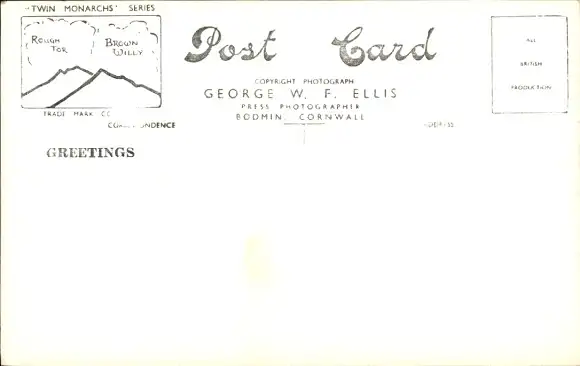 "TWIN MONARCHS" SERIES
ROUGH TOR
BROWN WILLY
TRADE MARK
Post Card
COPYRIGHT PHOTOGRAPH
GEORGE W. F. ELLIS
PRESS PHOTOGRAPHER
BODMIN, CORNWALL
ALL
BRITISH
PRODUCTION
GREETINGS